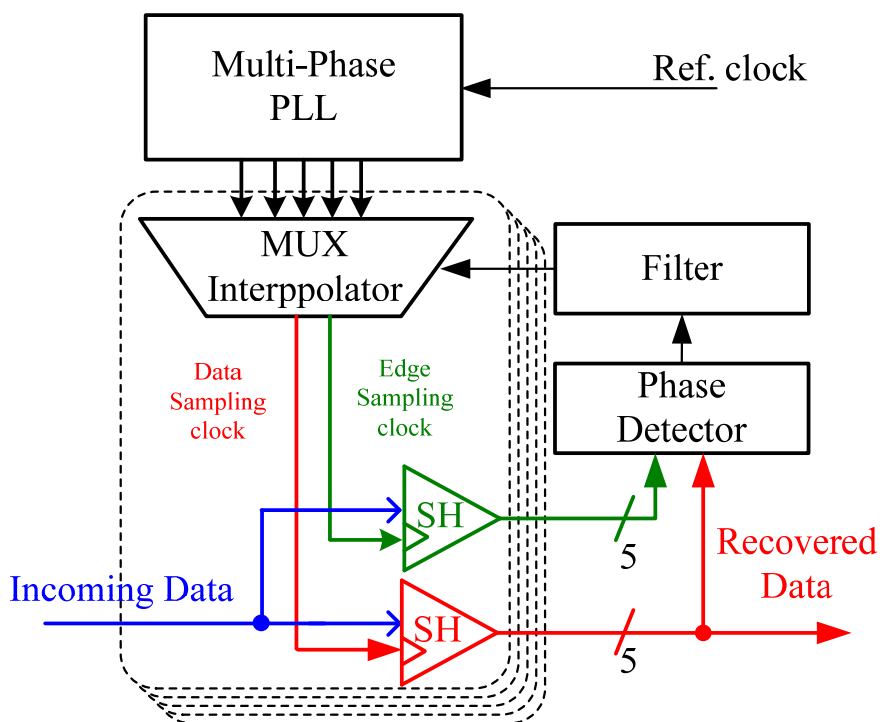 Multi-Phase
PLL
Ref. clock
MUX
Interppolator
Filter
Data
Sampling
clock
Edge
Sampling
clock
Phase
Detector
SH
5
Recovered
Data
Incoming Data
SH
5